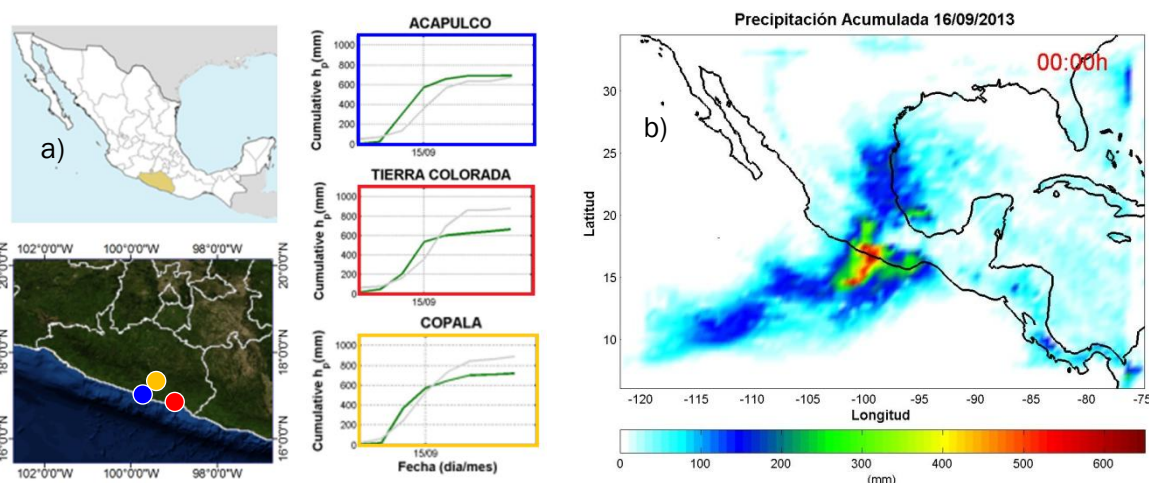 a)
ACAPULCO
Cumulative hp(mm)
1000
800
600
400
200
0
15/09
TIERRA COLORADA
Cumulative hp(mm)
1000
800
600
400
200
0
15/09
COPALA
Cumulative hp(mm)
1000
800
600
400
200
0
15/09
Fecha (dia/mes)
102°0'0"W 100°0'0"W 98°0'0"W
20°0'0"N
18°0'0"N
16°0'0"N
20°0'0"N
18°0'0"N
16°0'0"N
102°0'0"W 100°0'0"W 98°0'0"W
Precipitación Acumulada 16/09/2013
00:00h
b)
Latitud
30
25
20
15
10
-120 -115 -110 -105 -100 -95 -90 -85 -80 -75
Longitud
0 100 200 300 400 500 600
(mm)